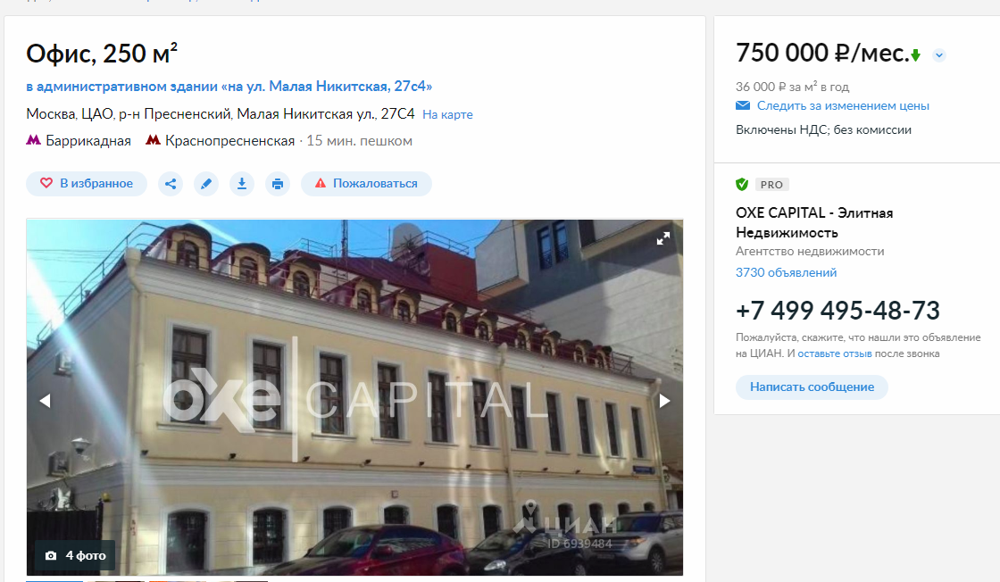 Офис, 250 м²
в административном здании «на ул. Малая Никитская, 27с4»
Москва, ЦАО, р-н Пресненский, Малая Никитская ул., 27С4 На карте
Баррикадная Краснопресненская · 15 мин. пешком
В избранное Пожаловаться
oxe CAPITAL
ЦИАН
ID 6939484
4 фото
750 000 ₽/мес.
36 000 ₽ за м² в год
Следить за изменением цены
Включены НДС; без комиссии
PRO
OXE CAPITAL - Элитная
Недвижимость
Агентство недвижимости
3730 объявлений
+7 499 495-48-73
Пожалуйста, скажите, что нашли это объявление
на ЦИАН. И оставьте отзыв после звонка
Написать сообщение